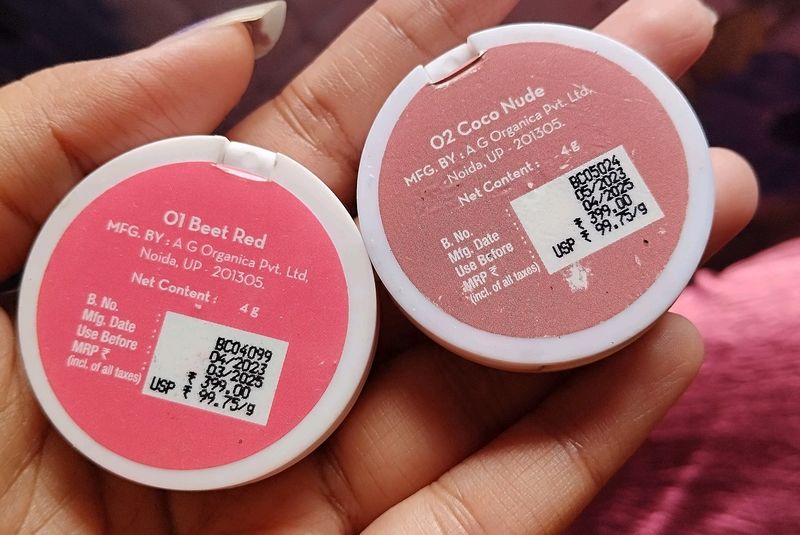 01 Beet Red
MFG. BY : A G Organica Pvt. Ltd,
Noida, UP - 201305.
Net Content : 4 g
B. No. :
Mfg. Date :
Use Before :
MRP ₹ :
(incl. of all taxes)
BC04099
04/2023
03/2025
₹ 399.00
USP ₹ 99.75/g
02 Coco Nude
MFG. BY : A G Organica Pvt. Ltd,
Noida, UP - 201305.
Net Content : 4 g
B. No. :
Mfg. Date :
Use Before :
MRP ₹ :
(incl. of all taxes)
BC05024
05/2023
04/2025
₹ 399.00
USP ₹ 99.75/g